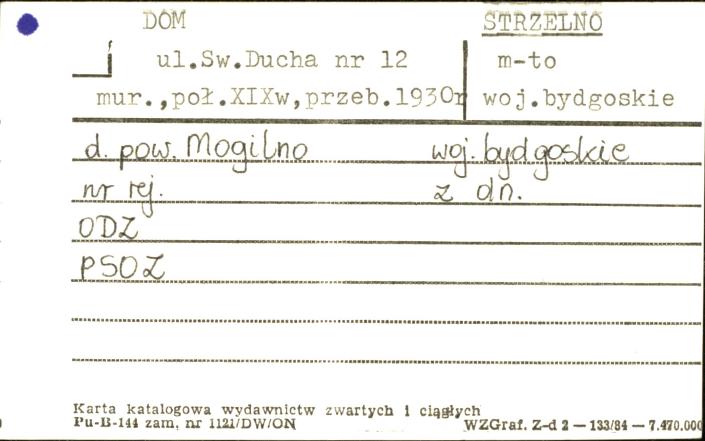 DOM STRZELNO
ul.Sw.Ducha nr 12 m-to
mur.,poł.XIXw,przeb.1930r woj.bydgoskie
d. pow. Mogilno woj. bydgoskie
nr rej. z dn.
ODZ
PSOZ
Karta katalogowa wydawnictw zwartych i ciągłych
Pu-B-144 zam. nr 1121/DW/ON WZGraf. Z-d 2 — 133/84 — 7.470.000